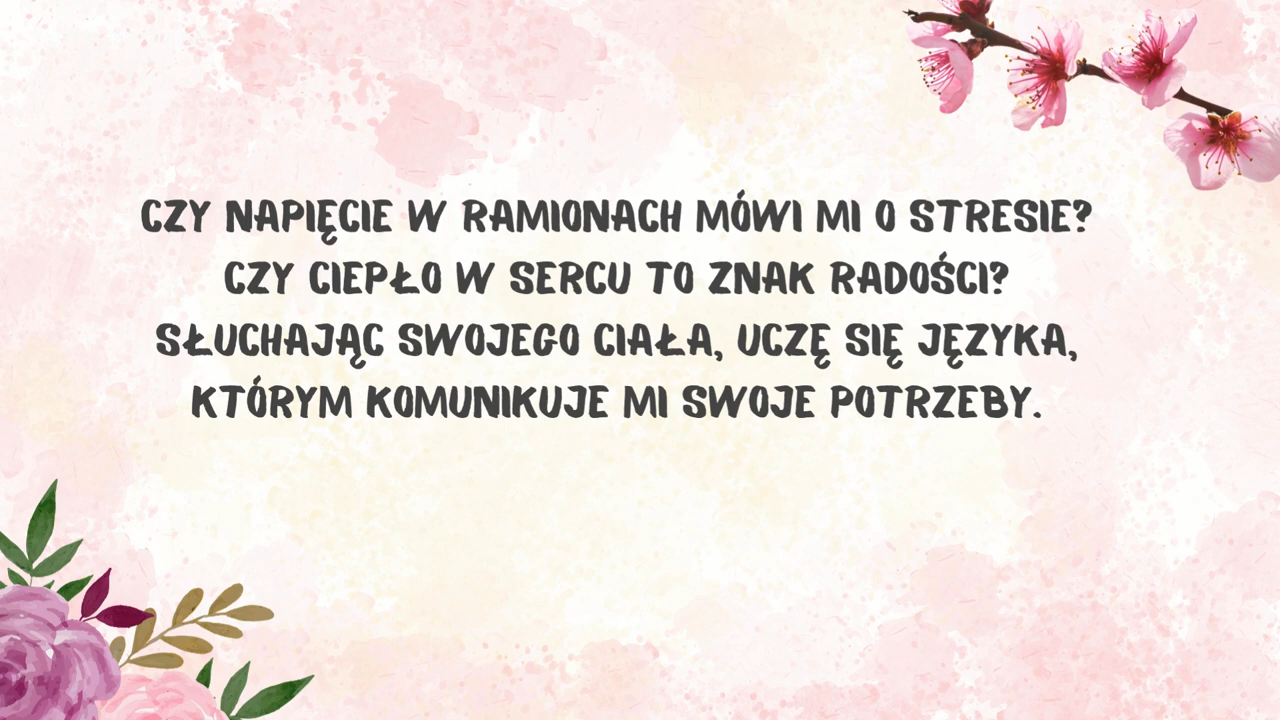 CZY NAPIĘCIE W RAMIONACH MÓWI MI O STRESIE?
CZY CIEPŁO W SERCU TO ZNAK RADOŚCI?
SŁUCHAJĄC SWOJEGO CIAŁA, UCZĘ SIĘ JĘZYKA,
KTÓRYM KOMUNIKUJE MI SWOJE POTRZEBY.